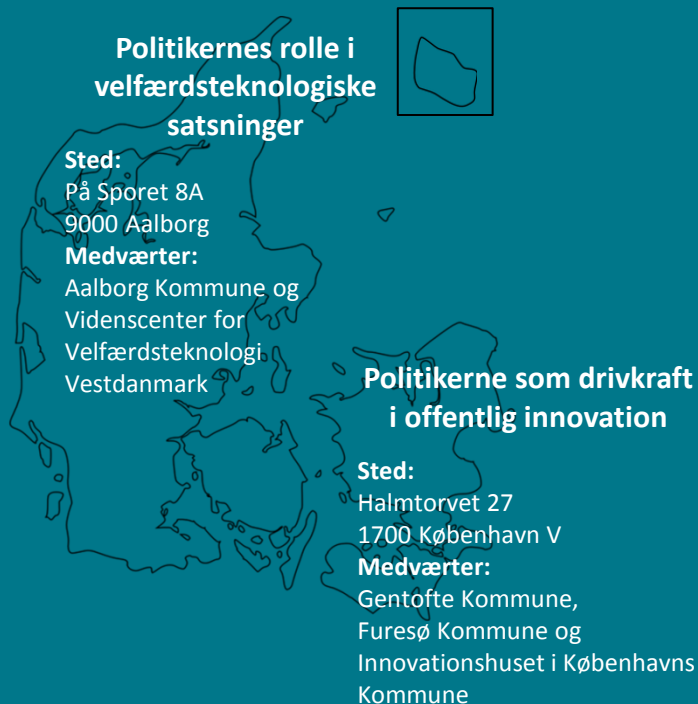 Politikernes rolle i
velfærdsteknologiske
satsninger
Sted:
På Sporet 8A
9000 Aalborg
Medværter:
Aalborg Kommune og
Videnscenter for
Velfærdsteknologi
Vestdanmark
Politikerne som drivkraft
i offentlig innovation
Sted:
Halmtorvet 27
1700 København V
Medværter:
Gentofte Kommune,
Furesø Kommune og
Innovationshuset i Københavns
Kommune